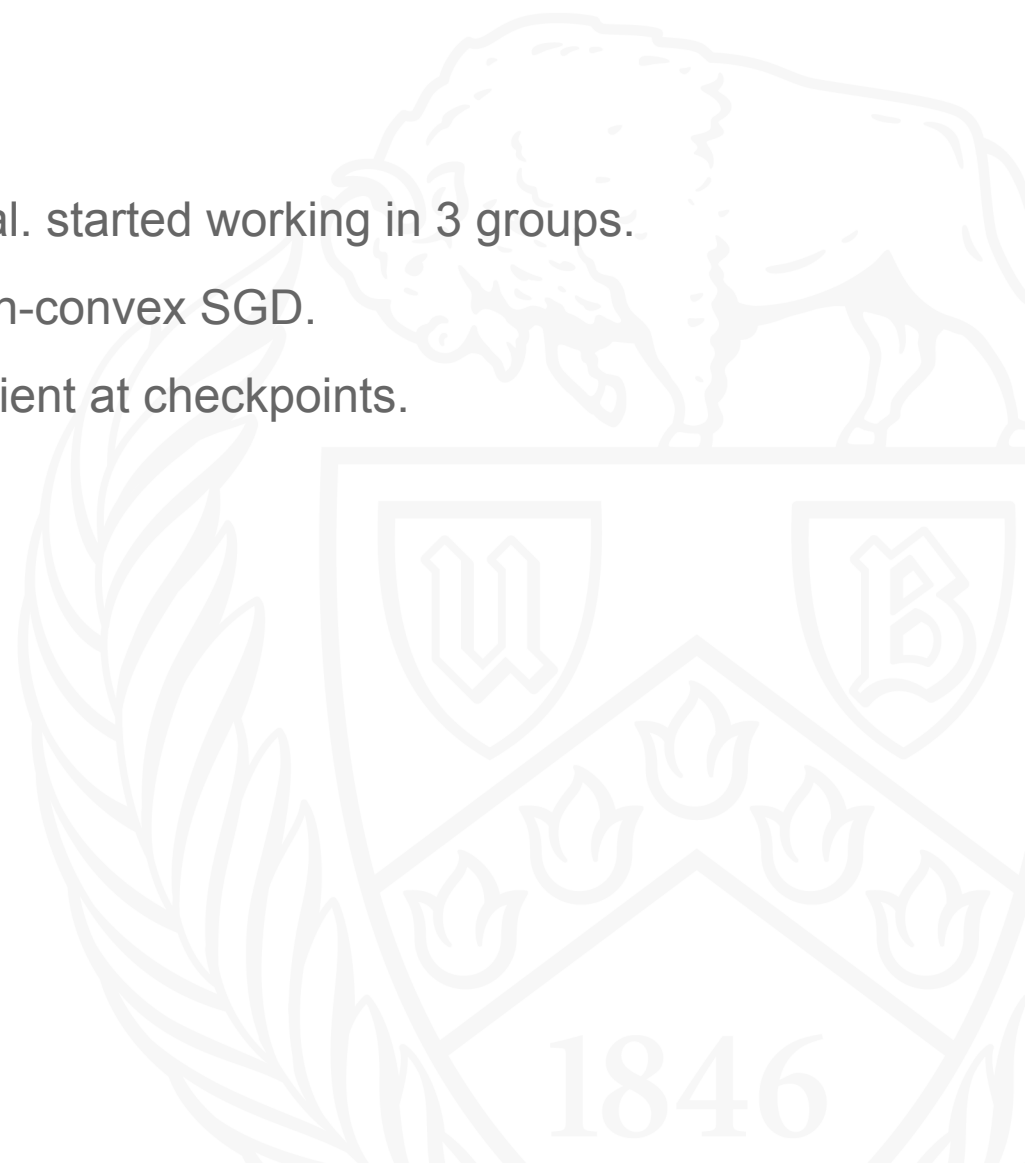 al. started working in 3 groups.
n-convex SGD.
ient at checkpoints.
U B
1846